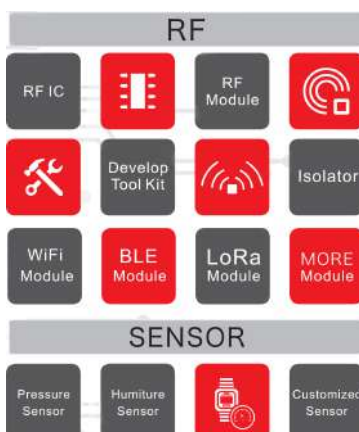 RF
RF IC
RF
Module
Develop
Tool Kit
Isolator
WiFi
Module
BLE
Module
LoRa
Module
MORE
Module
SENSOR
Pressure
Sensor
Humiture
Sensor
Customized
Sensor